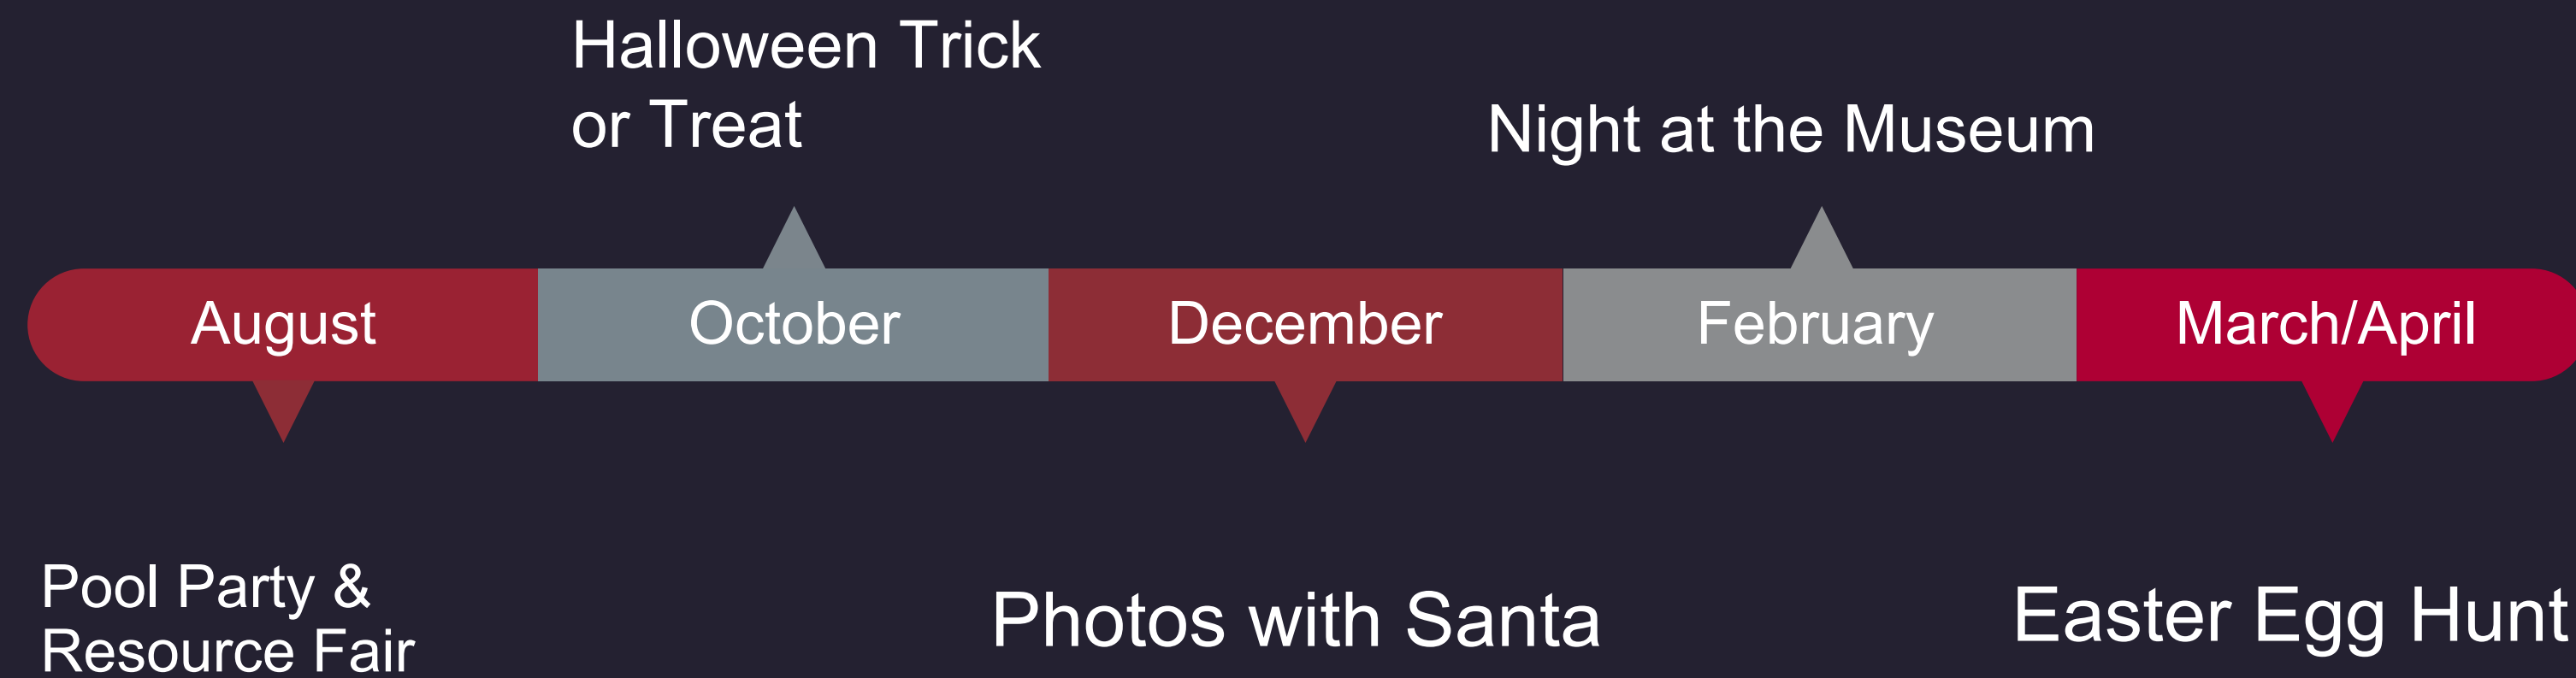 Halloween Trick
or Treat
Night at the Museum
August
October
December
February
March/April
Pool Party &
Resource Fair
Photos with Santa
Easter Egg Hunt